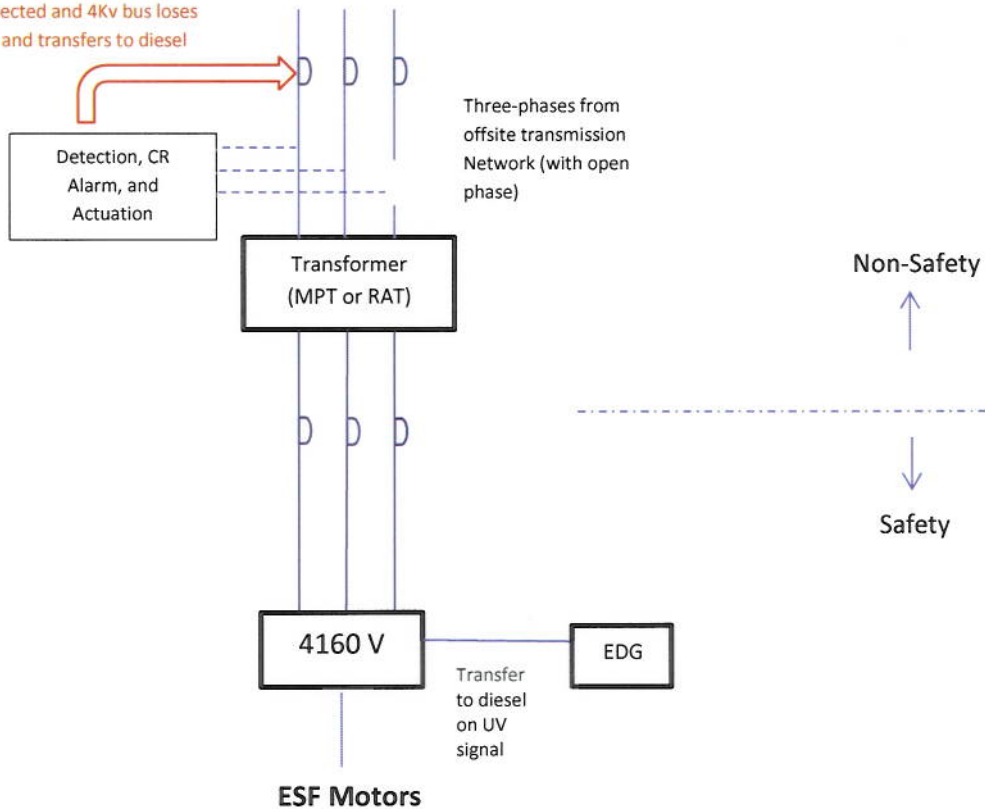 ected and 4Kv bus loses
and transfers to diesel
Three-phases from
offsite transmission
Network (with open
phase)
Detection, CR
Alarm, and
Actuation
Transformer
(MPT or RAT)
Non-Safety
Safety
4160 V
EDG
Transfer
to diesel
on UV
signal
ESF Motors